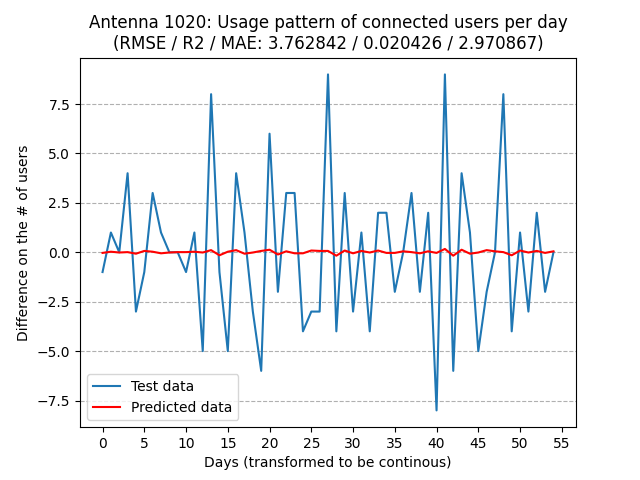 Antenna 1020: Usage pattern of connected users per day
(RMSE / R2 / MAE: 3.762842 / 0.020426 / 2.970867)
Difference on the # of users
7.5
5.0
2.5
0.0
−2.5
−5.0
−7.5
Test data
Predicted data
0 5 10 15 20 25 30 35 40 45 50 55
Days (transformed to be continous)